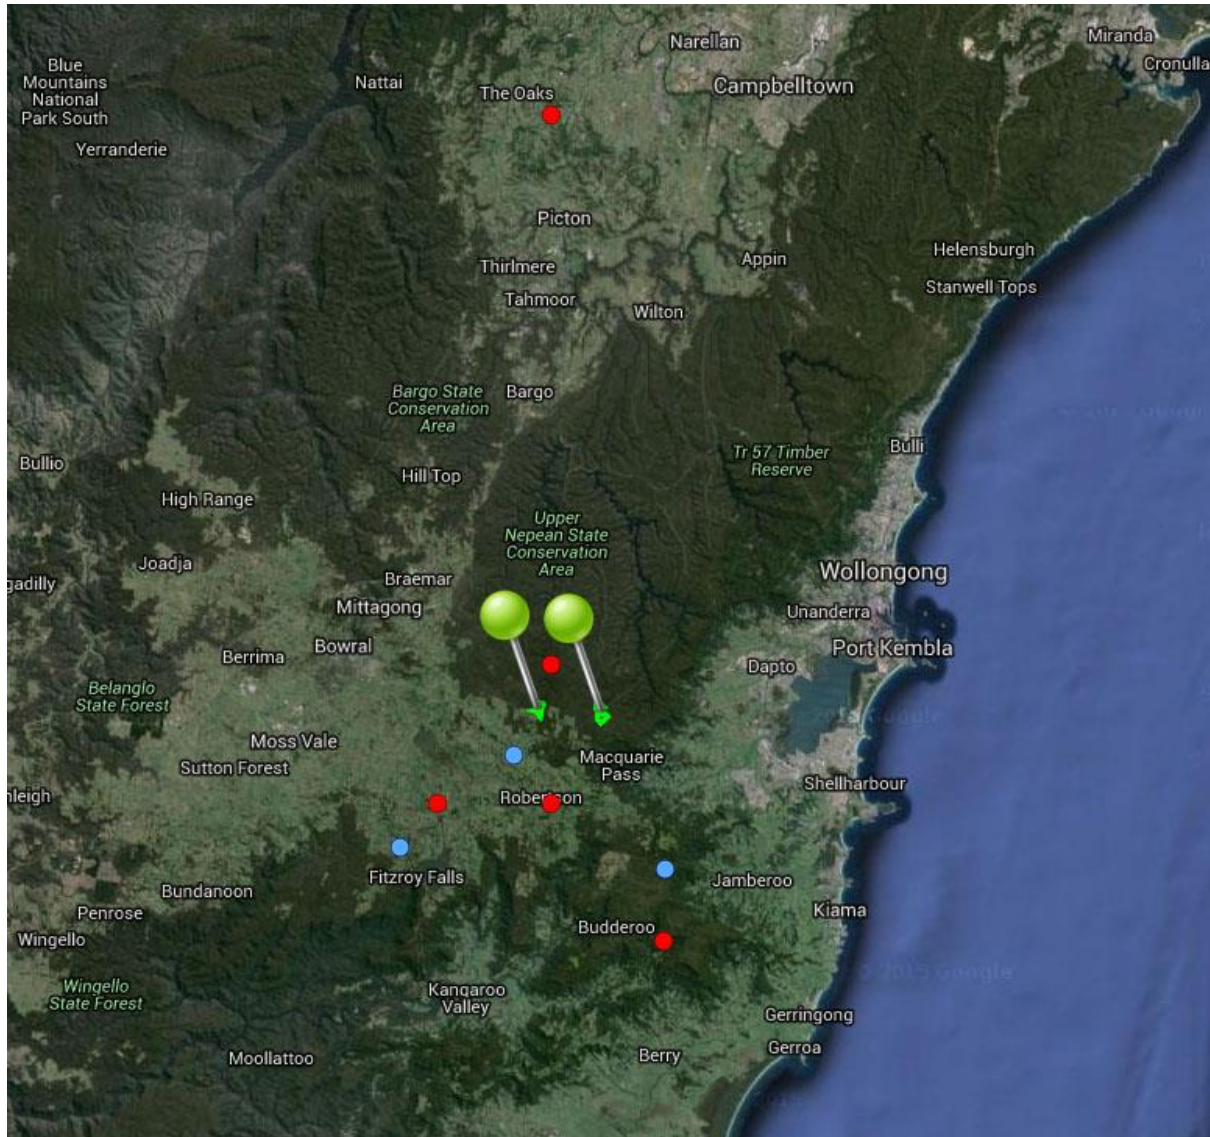 Narellan
Miranda
Cronulla
Blue
Mountains
National
Park South
Nattai
The Oaks
Campbelltown
Yerranderie
Picton
Helensburgh
Appin
Thirlmere
Stanwell Tops
Tahmoor
Wilton
Bargo State
Conservation
Area
Bargo
Bulli
Tr 57 Timber
Reserve
Bullio
Hill Top
High Range
Upper
Nepean State
Conservation
Area
Joadja
Wollongong
gadilly
Braemar
Mittagong
Unanderra
Bowral
Port Kembla
Berrima
Dapto
Belanglo
State Forest
Moss Vale
Macquarie
Pass
Sutton Forest
Shellharbour
nleigh
Robertson
Fitzroy Falls
Jamberoo
Bundanoon
Penrose
Kiama
Budderoo
Wingello
© 2015 Google
Wingello
State Forest
Kangaroo
Valley
Gerringong
Gerroa
Moollattoo
Berry